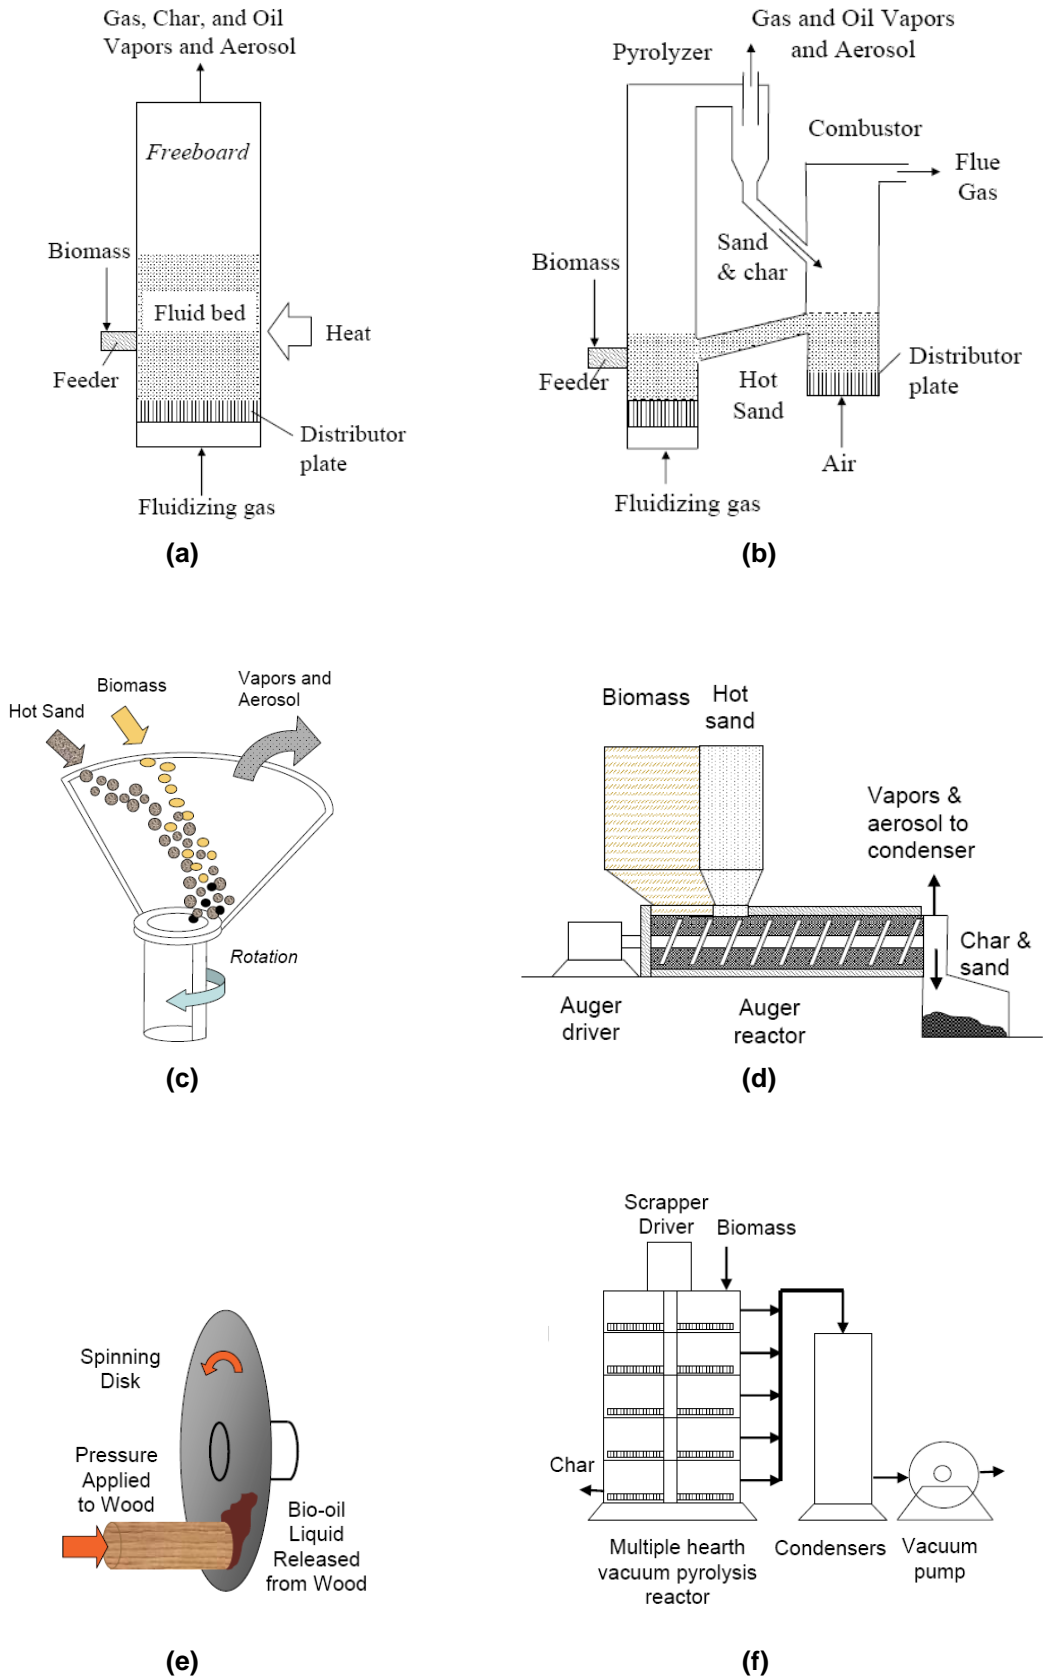 Gas, Char, and Oil
Vapors and Aerosol
Freeboard
Biomass
Fluid bed
Heat
Feeder
Distributor
plate
Fluidizing gas
(a)
Gas and Oil Vapors
and Aerosol
Pyrolyzer
Combustor
Flue
Gas
Sand
& char
Biomass
Feeder
Hot
Sand
Distributor
plate
Air
Fluidizing gas
(b)
Vapors and
Aerosol
Biomass
Hot Sand
Rotation
(c)
Biomass
Hot
sand
Vapors &
aerosol to
condenser
Char &
sand
Auger
driver
Auger
reactor
(d)
Spinning
Disk
Pressure
Applied
to Wood
Bio-oil
Liquid
Released
from Wood
(e)
Scrapper
Driver
Biomass
Char
Multiple hearth
vacuum pyrolysis
reactor
Condensers
Vacuum
pump
(f)